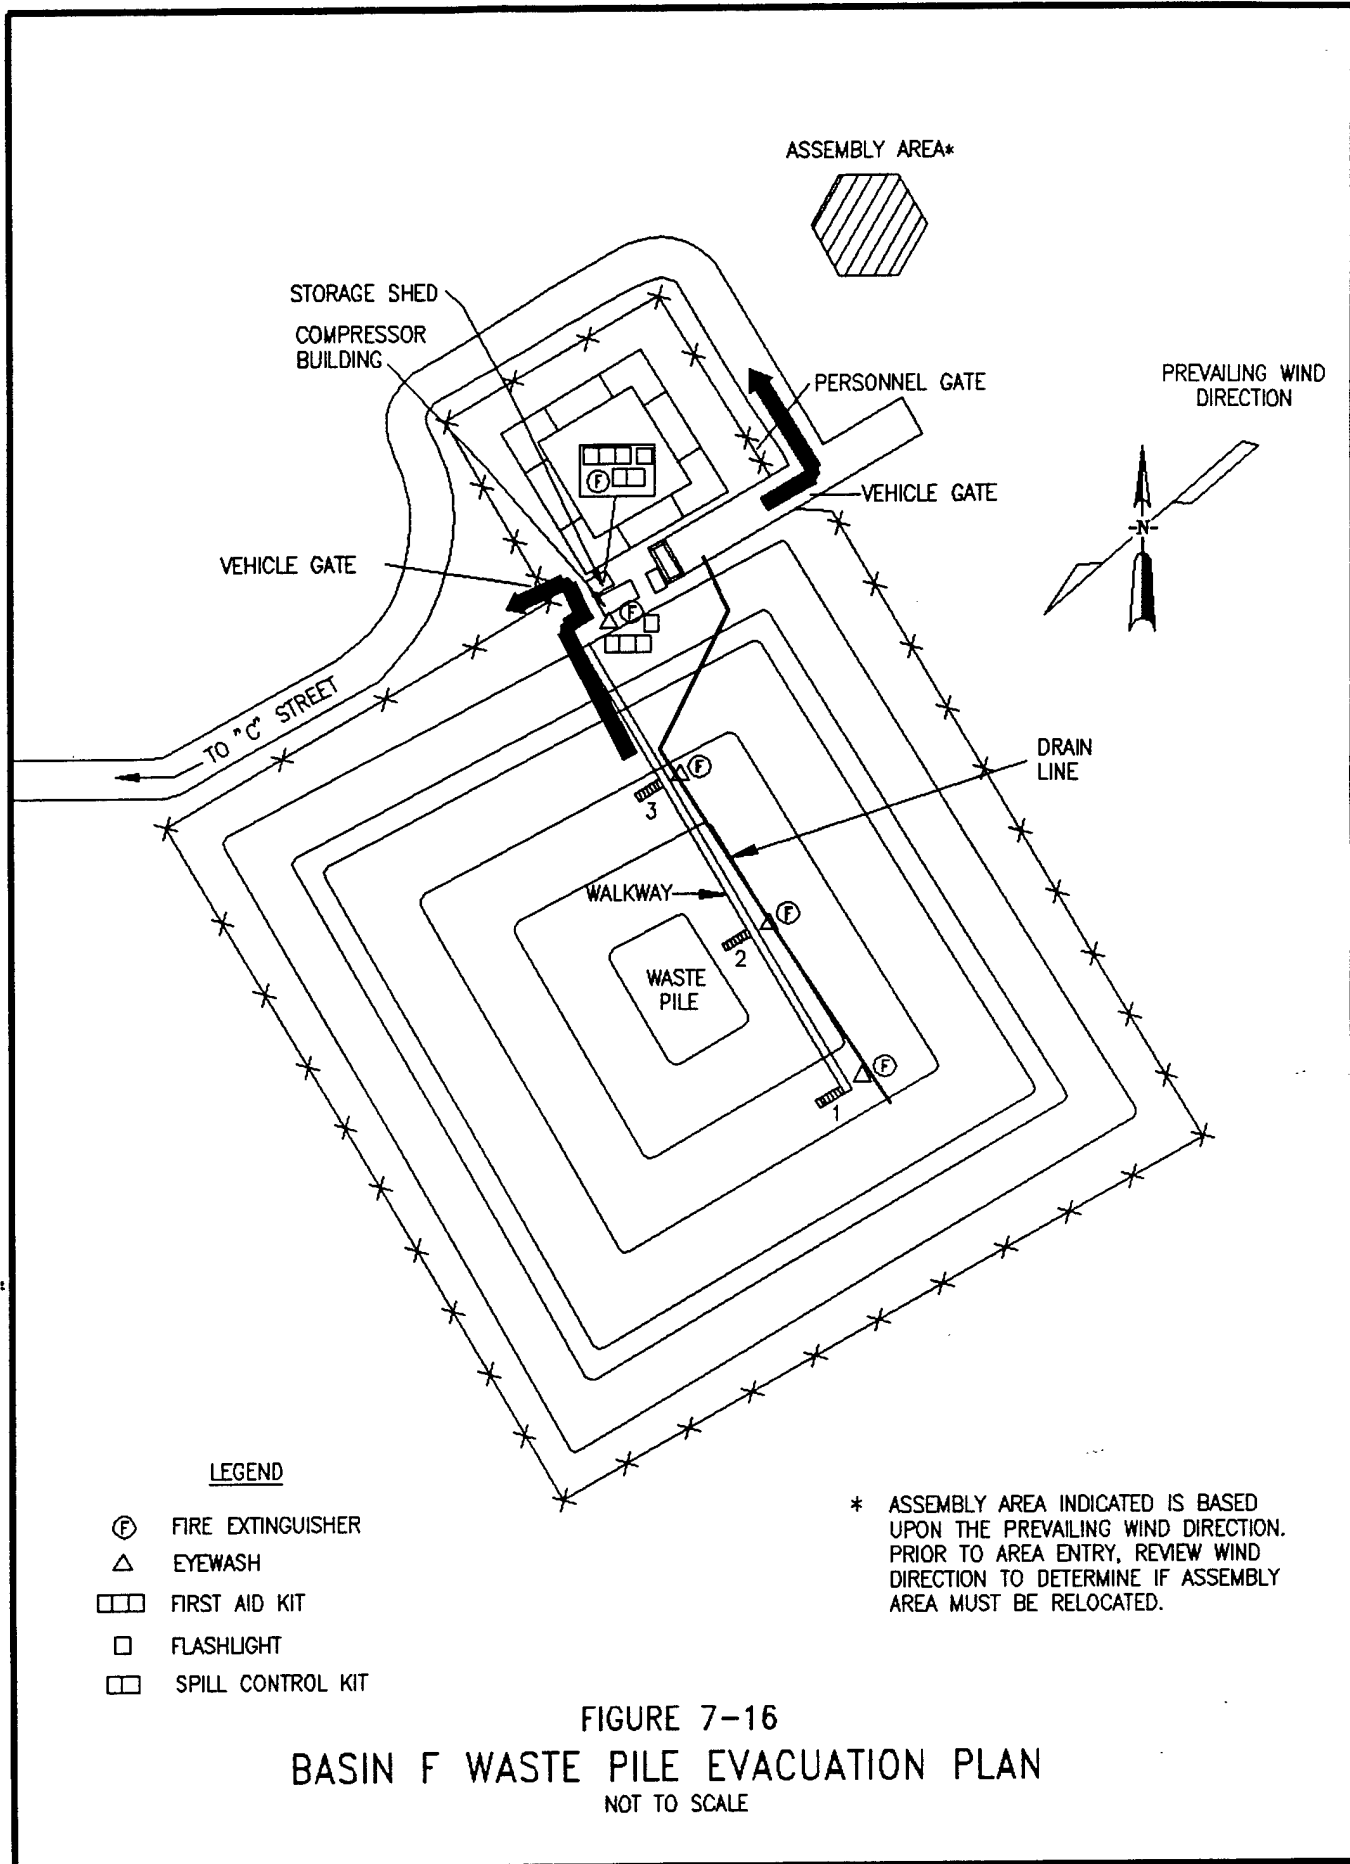 ASSEMBLY AREA*
STORAGE SHED
COMPRESSOR
BUILDING
PERSONNEL GATE
PREVAILING WIND
DIRECTION
F
VEHICLE GATE
-N-
VEHICLE GATE
F
TO "C" STREET
F
DRAIN
LINE
3
WALKWAY
F
2
WASTE
PILE
F
1
LEGEND
F FIRE EXTINGUISHER
EYEWASH
FIRST AID KIT
FLASHLIGHT
SPILL CONTROL KIT
* ASSEMBLY AREA INDICATED IS BASED
UPON THE PREVAILING WIND DIRECTION.
PRIOR TO AREA ENTRY, REVIEW WIND
DIRECTION TO DETERMINE IF ASSEMBLY
AREA MUST BE RELOCATED.
FIGURE 7-16
BASIN F WASTE PILE EVACUATION PLAN
NOT TO SCALE